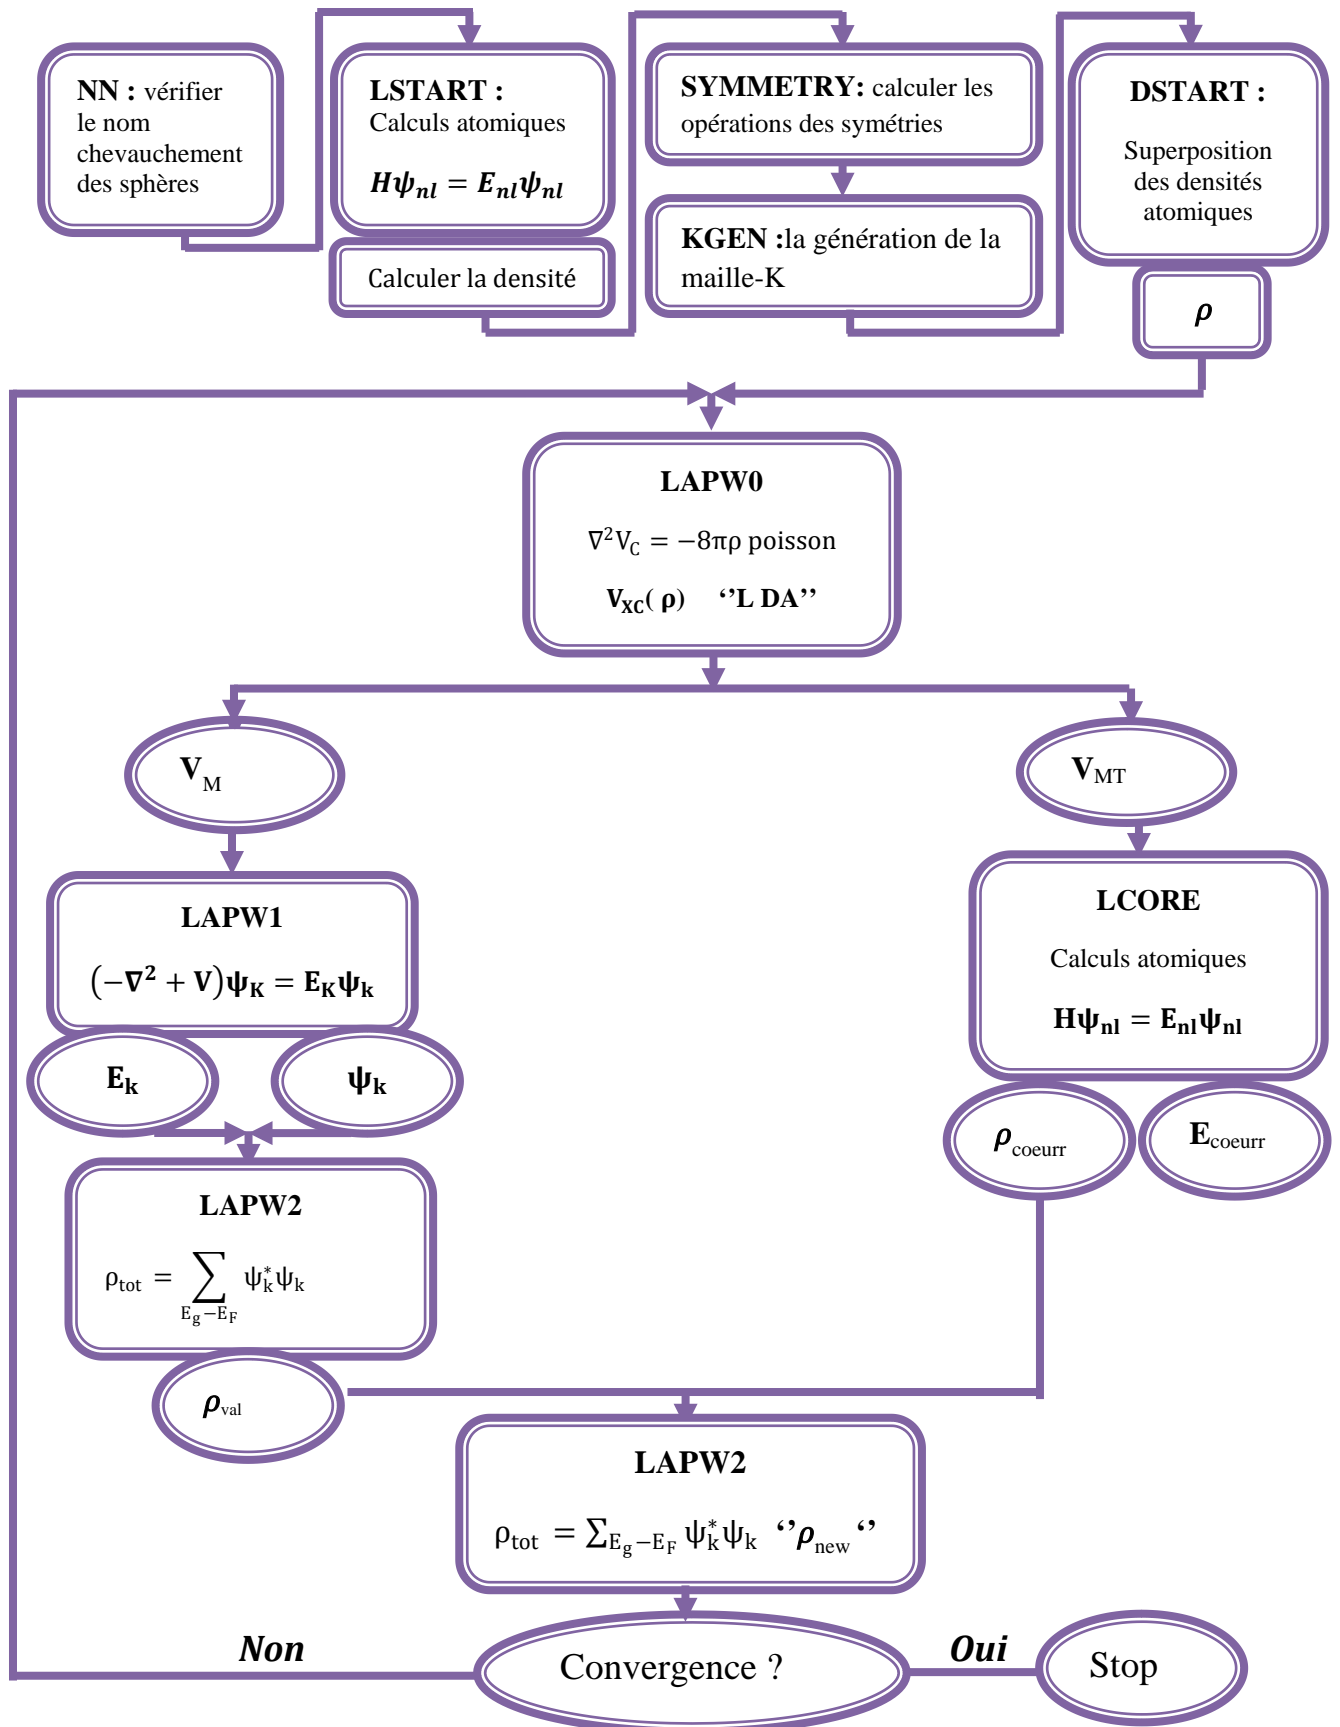 NN : vérifier
le nom
chevauchement
des sphères
LSTART :
Calculs atomiques
Hψnl = Enlψnl
Calculer la densité
SYMMETRY: calculer les
opérations des symétries
KGEN :la génération de la
maille-K
DSTART :
Superposition
des densités
atomiques
ρ
LAPW0
∇²VC = −8πρ poisson
VXC( ρ) ‘’L DA’’
VM
VMT
LAPW1
(−∇² + V)ψK = EKψk
Ek
ψk
LCORE
Calculs atomiques
Hψnl = Enlψnl
ρcoeurr
Ecoeurr
LAPW2
ρtot = ∑Eg−EF ψk*ψk
ρval
LAPW2
ρtot = ∑Eg−EF ψk*ψk ‘’ρnew ‘’
Non
Convergence ?
Oui
Stop